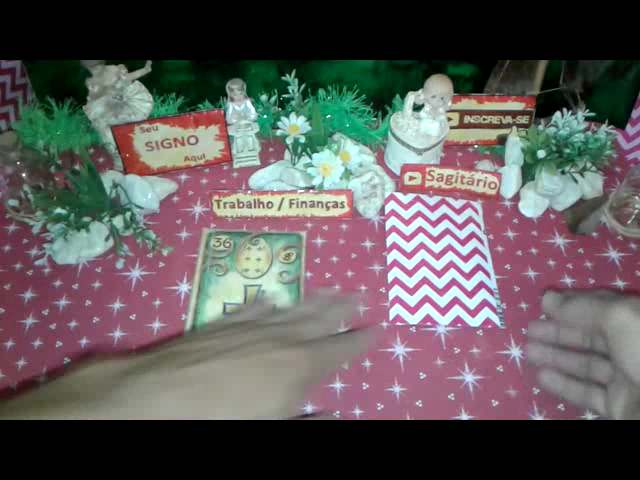 Seu
SIGNO
Aqui
INSCREVA-SE
Sagitário
Trabalho / Finanças
36